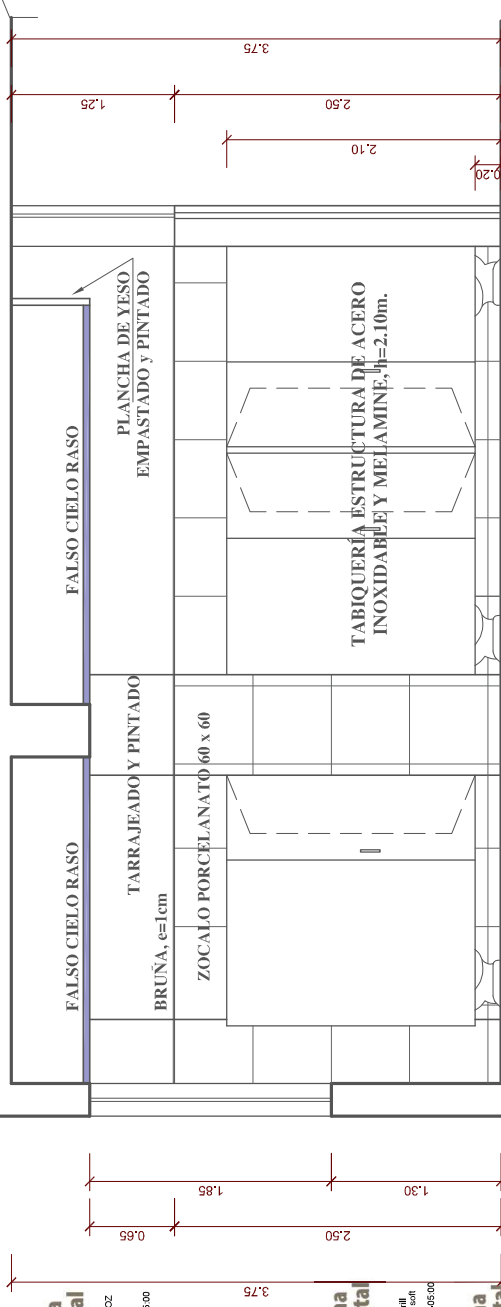 3.75
1.25
2.50
2.10
0.20
PLANCHA DE YESO
EMPASTADO y PINTADO
FALSO CIELO RASO
TABIQUERÍA ESTRUCTURA DE ACERO
INOXIDABLE Y MELAMINE, h=2.10m.
TARRAJEADO Y PINTADO
ZOCALO PORCELANATO 60 x 60
FALSO CIELO RASO
BRUÑA, e=1cm
1.85
1.30
0.65
2.50
3.75